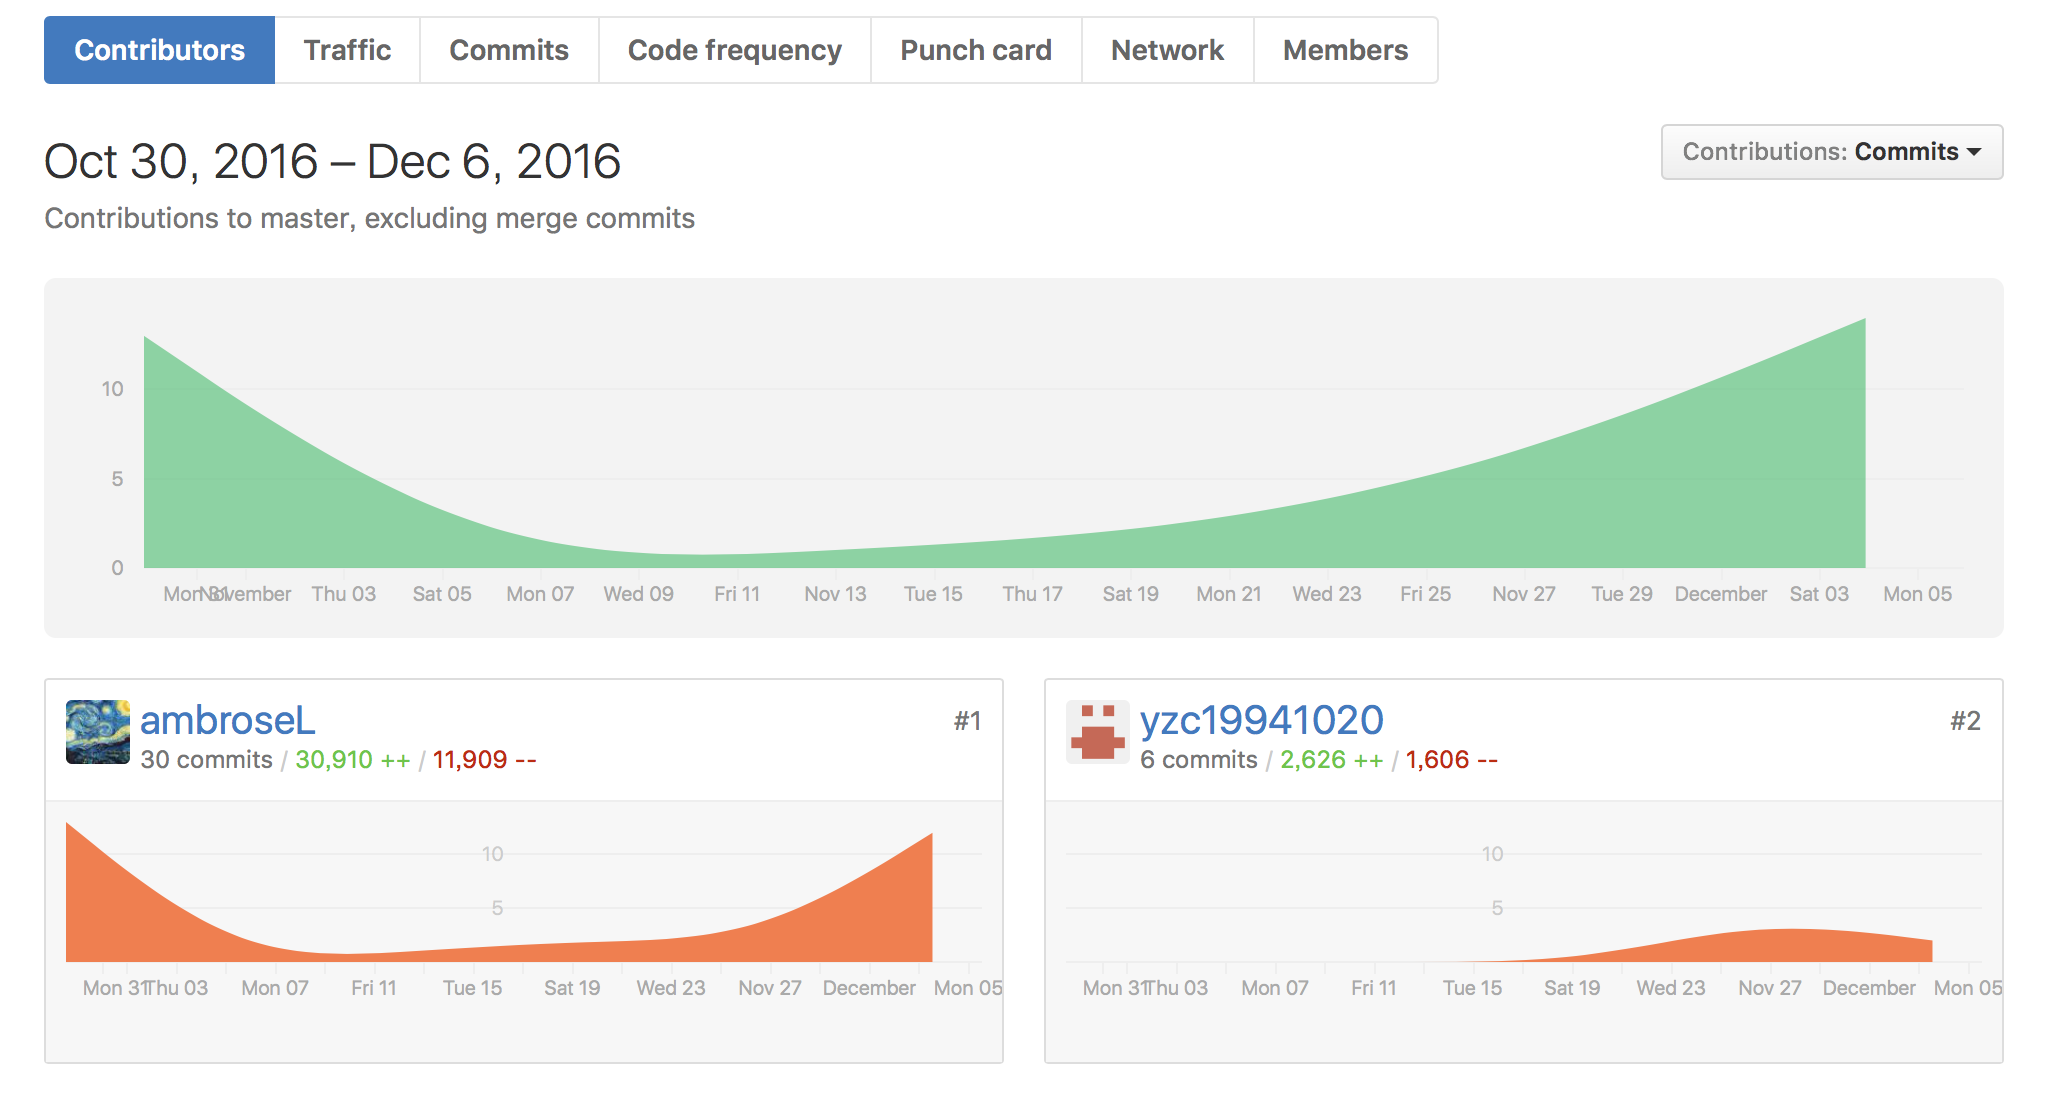 Contributors Traffic Commits Code frequency Punch card Network Members
Oct 30, 2016 – Dec 6, 2016
Contributions: Commits
Contributions to master, excluding merge commits
10
5
0
Mon 31 November Thu 03 Sat 05 Mon 07 Wed 09 Fri 11 Nov 13 Tue 15 Thu 17 Sat 19 Mon 21 Wed 23 Fri 25 Nov 27 Tue 29 December Sat 03 Mon 05
ambroseL #1
30 commits / 30,910 ++ / 11,909 --
10
5
Mon 31 Thu 03 Mon 07 Fri 11 Tue 15 Sat 19 Wed 23 Nov 27 December Mon 05
yzc19941020 #2
6 commits / 2,626 ++ / 1,606 --
10
5
Mon 31 Thu 03 Mon 07 Fri 11 Tue 15 Sat 19 Wed 23 Nov 27 December Mon 05